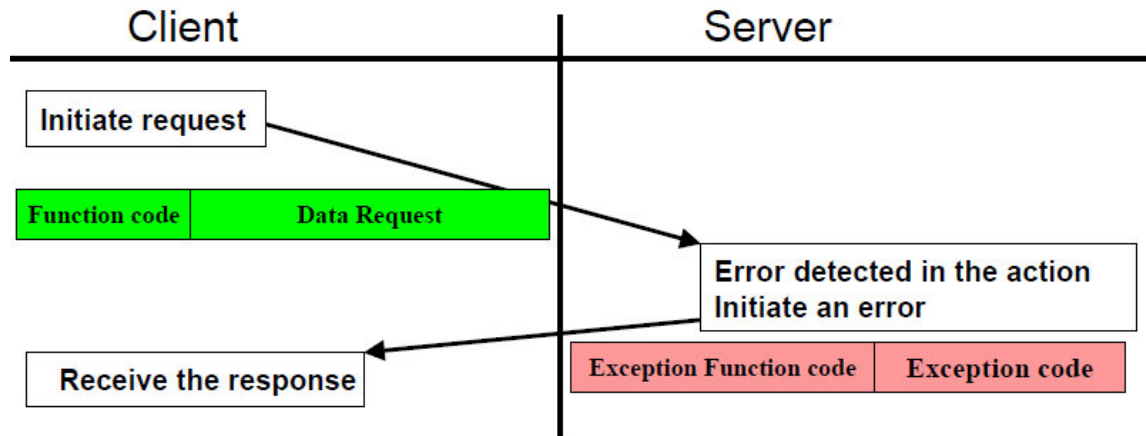 Client
Server
Initiate request
Function code
Data Request
Error detected in the action
Initiate an error
Receive the response
Exception Function code
Exception code